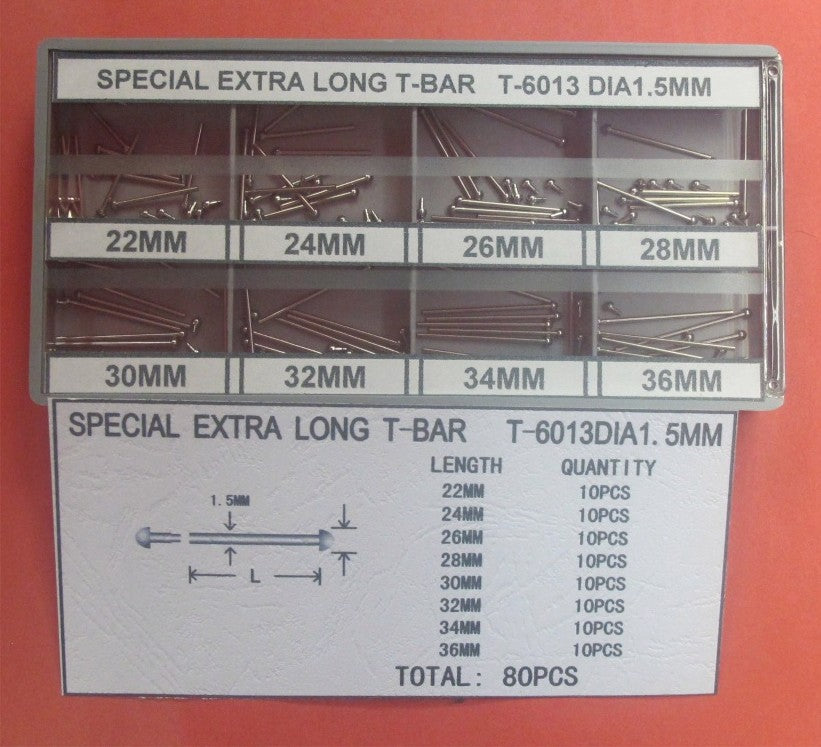 SPECIAL EXTRA LONG T-BAR T-6013 DIA1.5MM
22MM 24MM 26MM 28MM
30MM 32MM 34MM 36MM
SPECIAL EXTRA LONG T-BAR T-6013DIA1.5MM
LENGTH QUANTITY
22MM 10PCS
24MM 10PCS
26MM 10PCS
28MM 10PCS
30MM 10PCS
32MM 10PCS
34MM 10PCS
36MM 10PCS
TOTAL: 80PCS
1.5MM
L